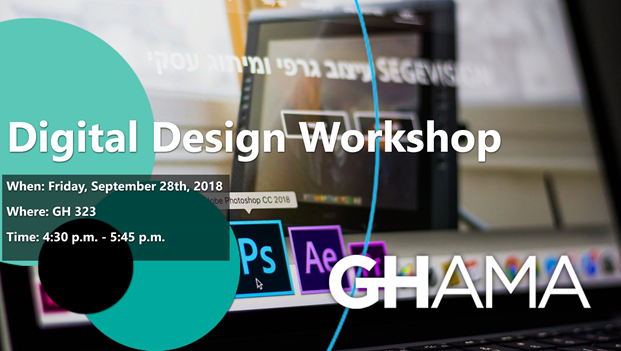 עיצוב גרפי ומיתוג עסקי SEGEVISION
Digital Design Workshop
When: Friday, September 28th, 2018
Where: GH 323
Time: 4:30 p.m. - 5:45 p.m.
Adobe Photoshop CC 2018
Ps
Ae
GHAMA